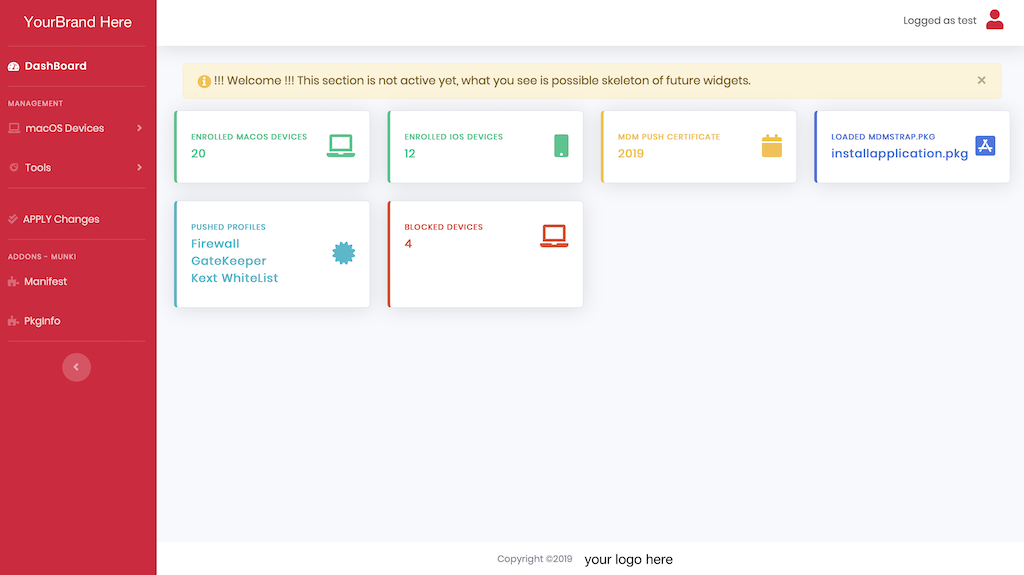 YourBrand Here
Logged as test
DashBoard
!!! Welcome !!! This section is not active yet, what you see is possible skeleton of future widgets.
×
MANAGEMENT
macOS Devices
Tools
APPLY Changes
ADDONS - MUNKI
Manifest
PkgInfo
ENROLLED MACOS DEVICES
20
ENROLLED IOS DEVICES
12
MDM PUSH CERTIFICATE
2019
LOADED MDMSTRAP.PKG
installapplication.pkg
PUSHED PROFILES
Firewall
GateKeeper
Kext WhiteList
BLOCKED DEVICES
4
Copyright ©2019 your logo here